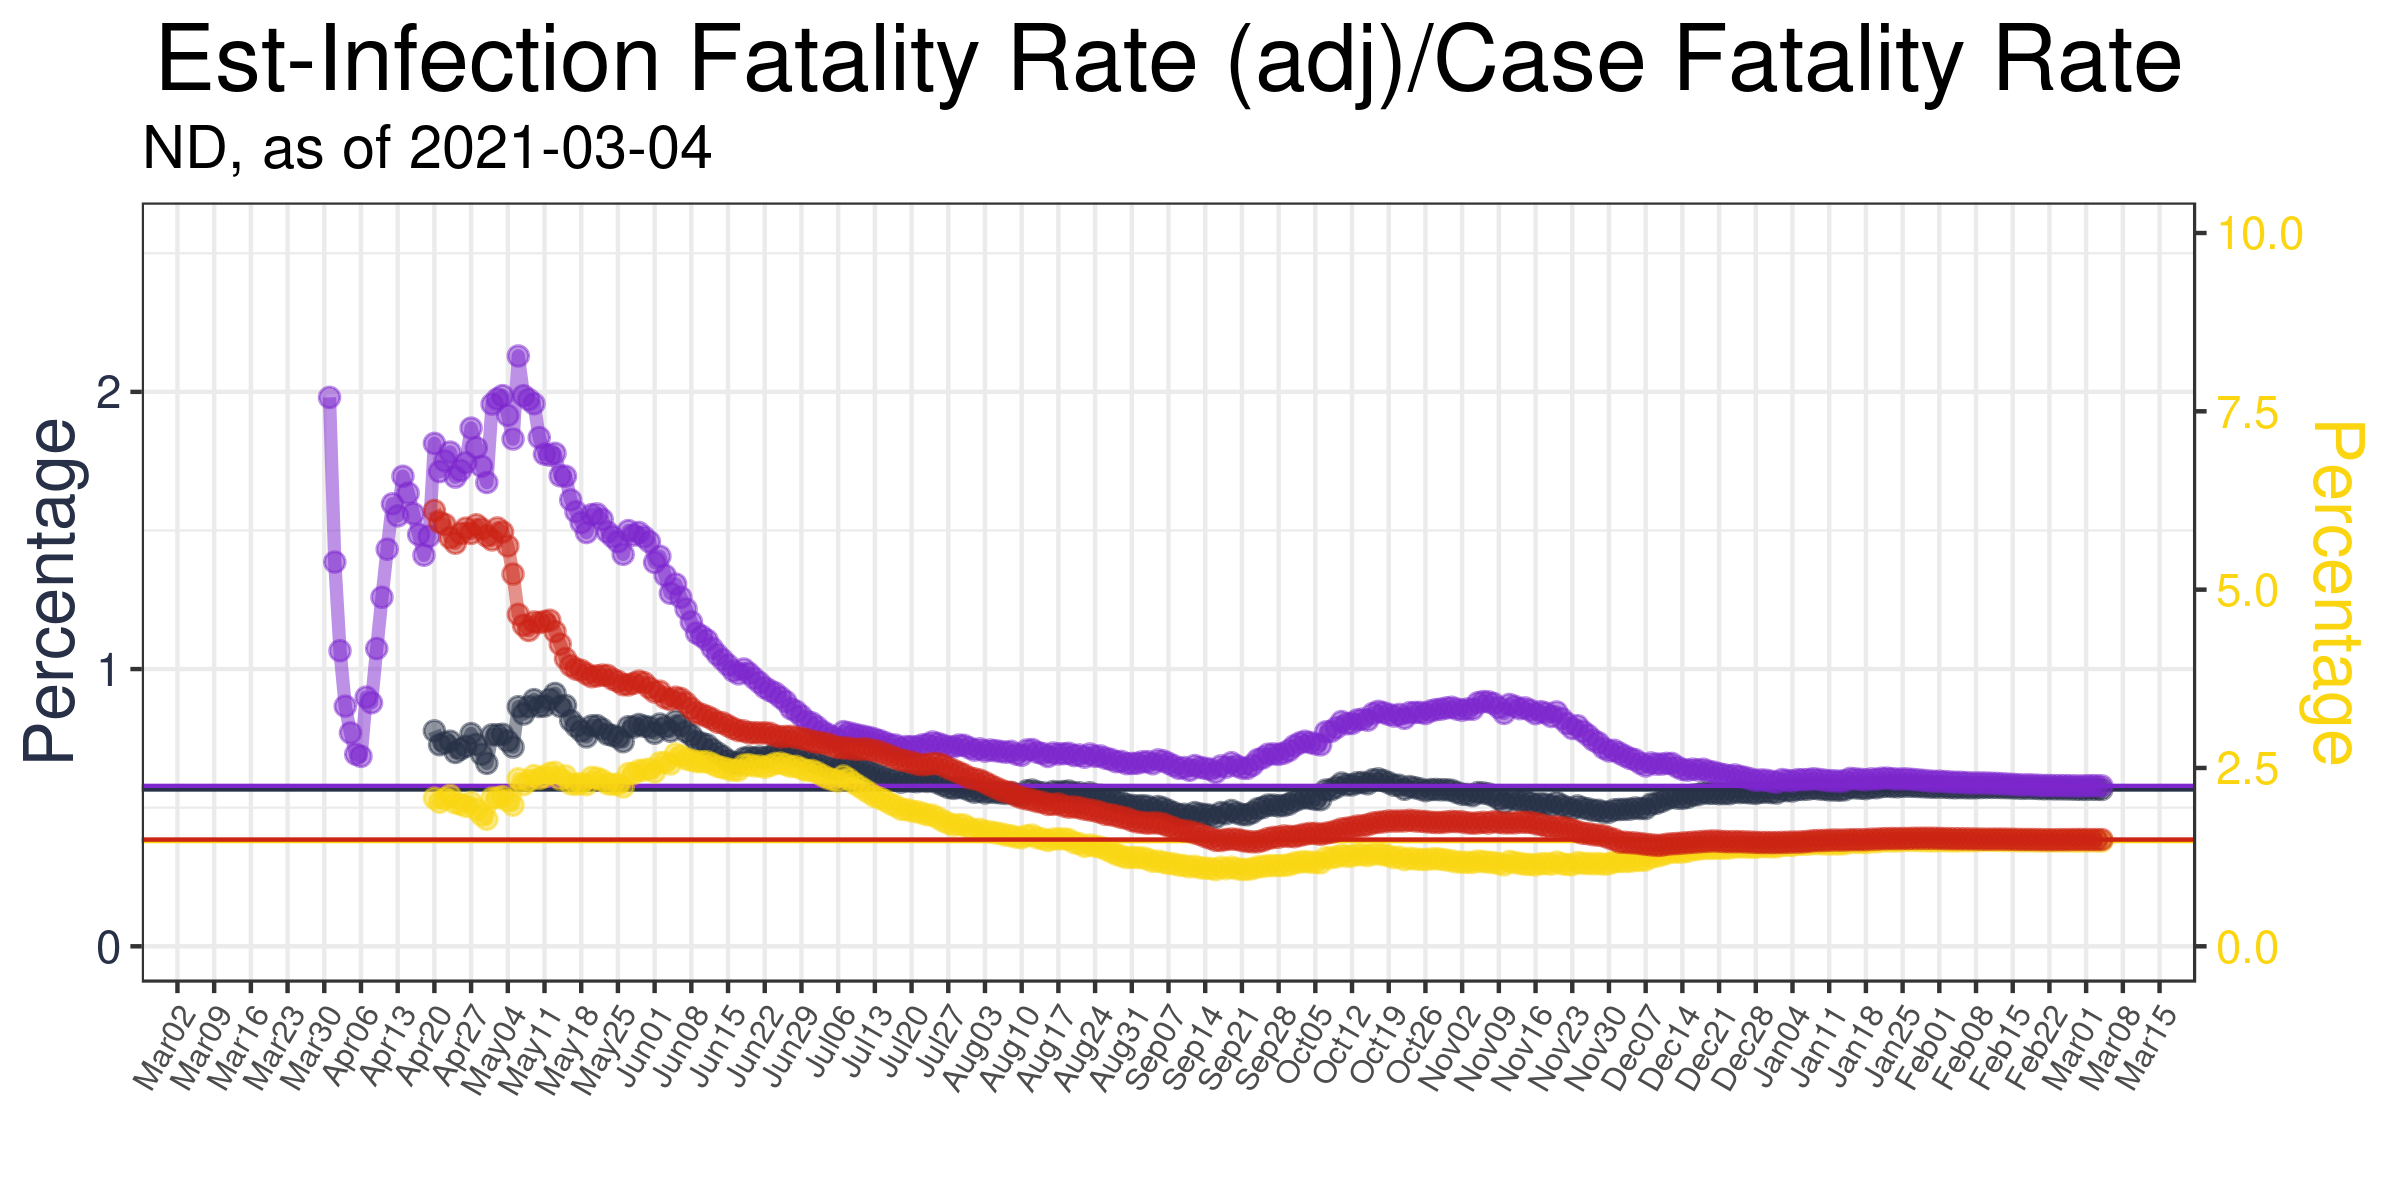 Est-Infection Fatality Rate (adj)/Case Fatality Rate
ND, as of 2021-03-04
Percentage
2
1
0
10.0
7.5
5.0
2.5
0.0
Percentage
Mar02
Mar09
Mar16
Mar23
Mar30
Apr06
Apr13
Apr20
Apr27
May04
May11
May18
May25
Jun01
Jun08
Jun15
Jun22
Jun29
Jul06
Jul13
Jul20
Jul27
Aug03
Aug10
Aug17
Aug24
Aug31
Sep07
Sep14
Sep21
Sep28
Oct05
Oct12
Oct19
Oct26
Nov02
Nov09
Nov16
Nov23
Nov30
Dec07
Dec14
Dec21
Dec28
Jan04
Jan11
Jan18
Jan25
Feb01
Feb08
Feb15
Feb22
Mar01
Mar08
Mar15